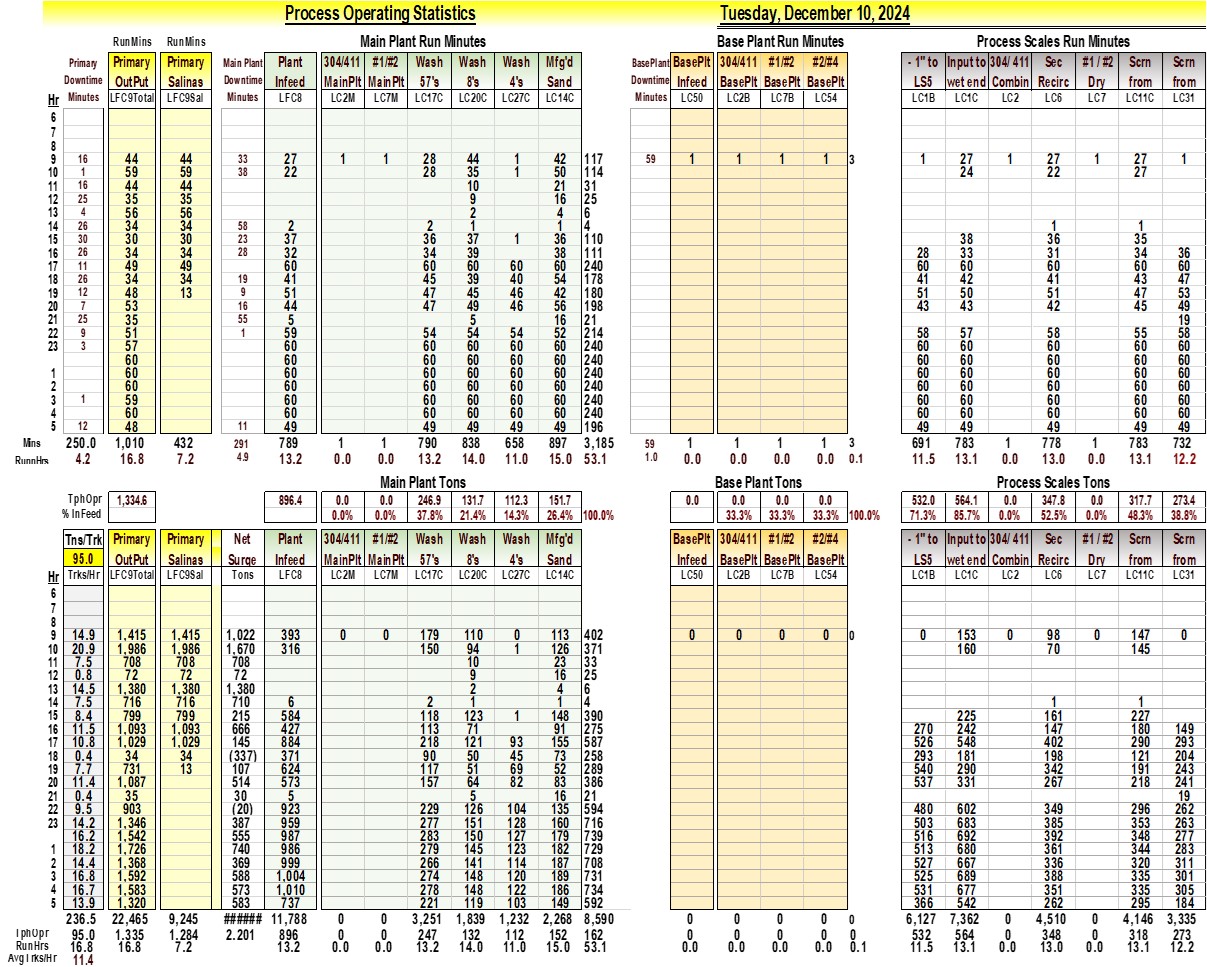 Process Operating Statistics Tuesday, December 10, 2024
RunMins RunMins Main Plant Run Minutes Base Plant Run Minutes Process Scales Run Minutes
Primary Primary Primary Main Plant Plant 304/411 #1/#2 Wash Wash Wash Mfg'd BasePlant BasePlt 304/411 #1/#2 #2/#4 - 1" to Input to 304/ 411 Sec #1 / #2 Scrn Scrn
Downtime OutPut Salinas Downtime Infeed MainPlt MainPlt 57's 8's 4's Sand Downtime Infeed BasePlt BasePlt BasePlt LS5 wet end Combin Recirc Dry from from
Hr Minutes LFC9Total LFC9Sal Minutes LFC8 LC2M LC7M LC17C LC20C LC27C LC14C Minutes LC50 LC2B LC7B LC54 LC1B LC1C LC2 LC6 LC7 LC11C LC31
6
7
8
9 16 44 44 33 27 1 1 28 44 1 42 117 59 1 1 1 1 3 1 27 1 27 1 27 1
10 1 59 59 38 22 28 35 1 50 114 24 22 27
11 16 44 44 10 21 31
12 25 35 35 9 16 25
13 4 56 56 2 4 6
14 26 34 34 58 2 2 1 1 4 1 1
15 30 30 30 23 37 36 37 1 36 110 38 36 35
16 26 34 34 28 32 34 39 38 111 28 33 31 34 36
17 11 49 49 60 60 60 60 60 240 60 60 60 60 60
18 26 34 34 19 41 45 39 40 54 178 41 42 41 43 47
19 12 48 13 9 51 47 45 46 42 180 51 50 51 47 53
20 7 53 16 44 47 49 46 56 198 43 43 42 45 49
21 25 35 55 5 5 16 21 19
22 9 51 1 59 54 54 54 52 214 58 57 58 55 58
23 3 57 60 60 60 60 60 240 60 60 60 60 60
60 60 60 60 60 60 240 60 60 60 60 60
1 60 60 60 60 60 60 240 60 60 60 60 60
2 60 60 60 60 60 60 240 60 60 60 60 60
3 1 59 60 60 60 60 60 240 60 60 60 60 60
4 60 60 60 60 60 60 240 60 60 60 60 60
5 12 48 11 49 49 49 49 49 196 49 49 49 49 49
Mins 250.0 1,010 432 291 789 1 1 790 838 658 897 3,185 59 1 1 1 1 3 691 783 1 778 1 783 732
RunnHrs 4.2 16.8 7.2 4.9 13.2 0.0 0.0 13.2 14.0 11.0 15.0 53.1 1.0 0.0 0.0 0.0 0.0 0.1 11.5 13.1 0.0 13.0 0.0 13.1 12.2
Main Plant Tons Base Plant Tons Process Scales Tons
TphOpr 1,334.6 896.4 0.0 0.0 246.9 131.7 112.3 151.7 0.0 0.0 0.0 0.0 532.0 564.1 0.0 347.8 0.0 317.7 273.4
% InFeed 0.0% 0.0% 37.8% 21.4% 14.3% 26.4% 100.0% 33.3% 33.3% 33.3% 100.0% 71.3% 85.7% 0.0% 52.5% 0.0% 48.3% 38.8%
Tns/Trk Primary Primary Net Plant 304/411 #1/#2 Wash Wash Wash Mfg'd BasePlt 304/411 #1/#2 #2/#4 - 1" to Input to 304/ 411 Sec #1 / #2 Scrn Scrn
95.0 OutPut Salinas Surge Infeed MainPlt MainPlt 57's 8's 4's Sand Infeed BasePlt BasePlt BasePlt LS5 wet end Combin Recirc Dry from from
Hr Trks/Hr LFC9Total LFC9Sal Tons LFC8 LC2M LC7M LC17C LC20C LC27C LC14C LC50 LC2B LC7B LC54 LC1B LC1C LC2 LC6 LC7 LC11C LC31
6
7
8
9 14.9 1,415 1,415 1,022 393 0 0 179 110 0 113 402 0 0 0 0 0 0 153 0 98 0 147 0
10 20.9 1,986 1,986 1,670 316 150 94 1 126 371 160 70 145
11 7.5 708 708 708 10 23 33
12 0.8 72 72 72 9 16 25
13 14.5 1,380 1,380 1,380 2 4 6
14 7.5 716 716 710 6 2 1 1 4 1 1
15 8.4 799 799 215 584 118 123 1 148 390 225 161 227
16 11.5 1,093 1,093 666 427 113 71 91 275 270 242 147 180 149
17 10.8 1,029 1,029 145 884 218 121 93 155 587 526 548 402 290 293
18 0.4 34 34 (337) 371 90 50 45 73 258 293 181 198 121 204
19 7.7 731 13 107 624 117 51 69 52 289 540 290 342 191 243
20 11.4 1,087 514 573 157 64 82 83 386 537 331 267 218 241
21 0.4 35 30 5 5 16 21 19
22 9.5 903 (20) 923 229 126 104 135 594 480 602 349 296 262
23 14.2 1,346 387 959 277 151 128 160 716 503 683 385 353 263
16.2 1,542 555 987 283 150 127 179 739 516 692 392 348 277
1 18.2 1,726 740 986 279 145 123 182 729 513 680 361 344 283
2 14.4 1,368 369 999 266 141 114 187 708 527 667 336 320 311
3 16.8 1,592 588 1,004 274 148 120 189 731 525 689 388 335 301
4 16.7 1,583 573 1,010 278 148 122 186 734 531 677 351 335 305
5 13.9 1,320 583 737 221 119 103 149 592 366 542 262 295 184
236.5 22,465 9,245 ###### 11,788 0 0 3,251 1,839 1,232 2,268 8,590 0 0 0 0 0 6,127 7,362 0 4,510 0 4,146 3,335
TphOpr 95.0 1,335 1,284 2.201 896 0 0 247 132 112 152 162 0 0 0 0 0 532 564 0 348 0 318 273
RunHrs 16.8 16.8 7.2 13.2 0.0 0.0 13.2 14.0 11.0 15.0 53.1 0.0 0.0 0.0 0.0 0.1 11.5 13.1 0.0 13.0 0.0 13.1 12.2
AvgTrks/Hr 11.4